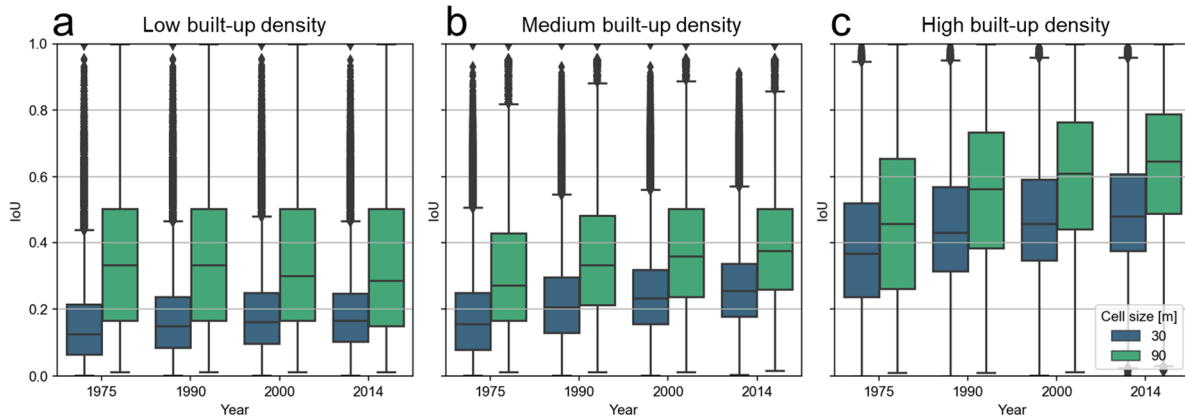 a Low built-up density
b Medium built-up density
c High built-up density
1.0
0.8
0.6
0.4
0.2
0.0
IoU
IoU
IoU
1975 1990 2000 2014
1975 1990 2000 2014
1975 1990 2000 2014
Year
Year
Year
Cell size [m]
30
90